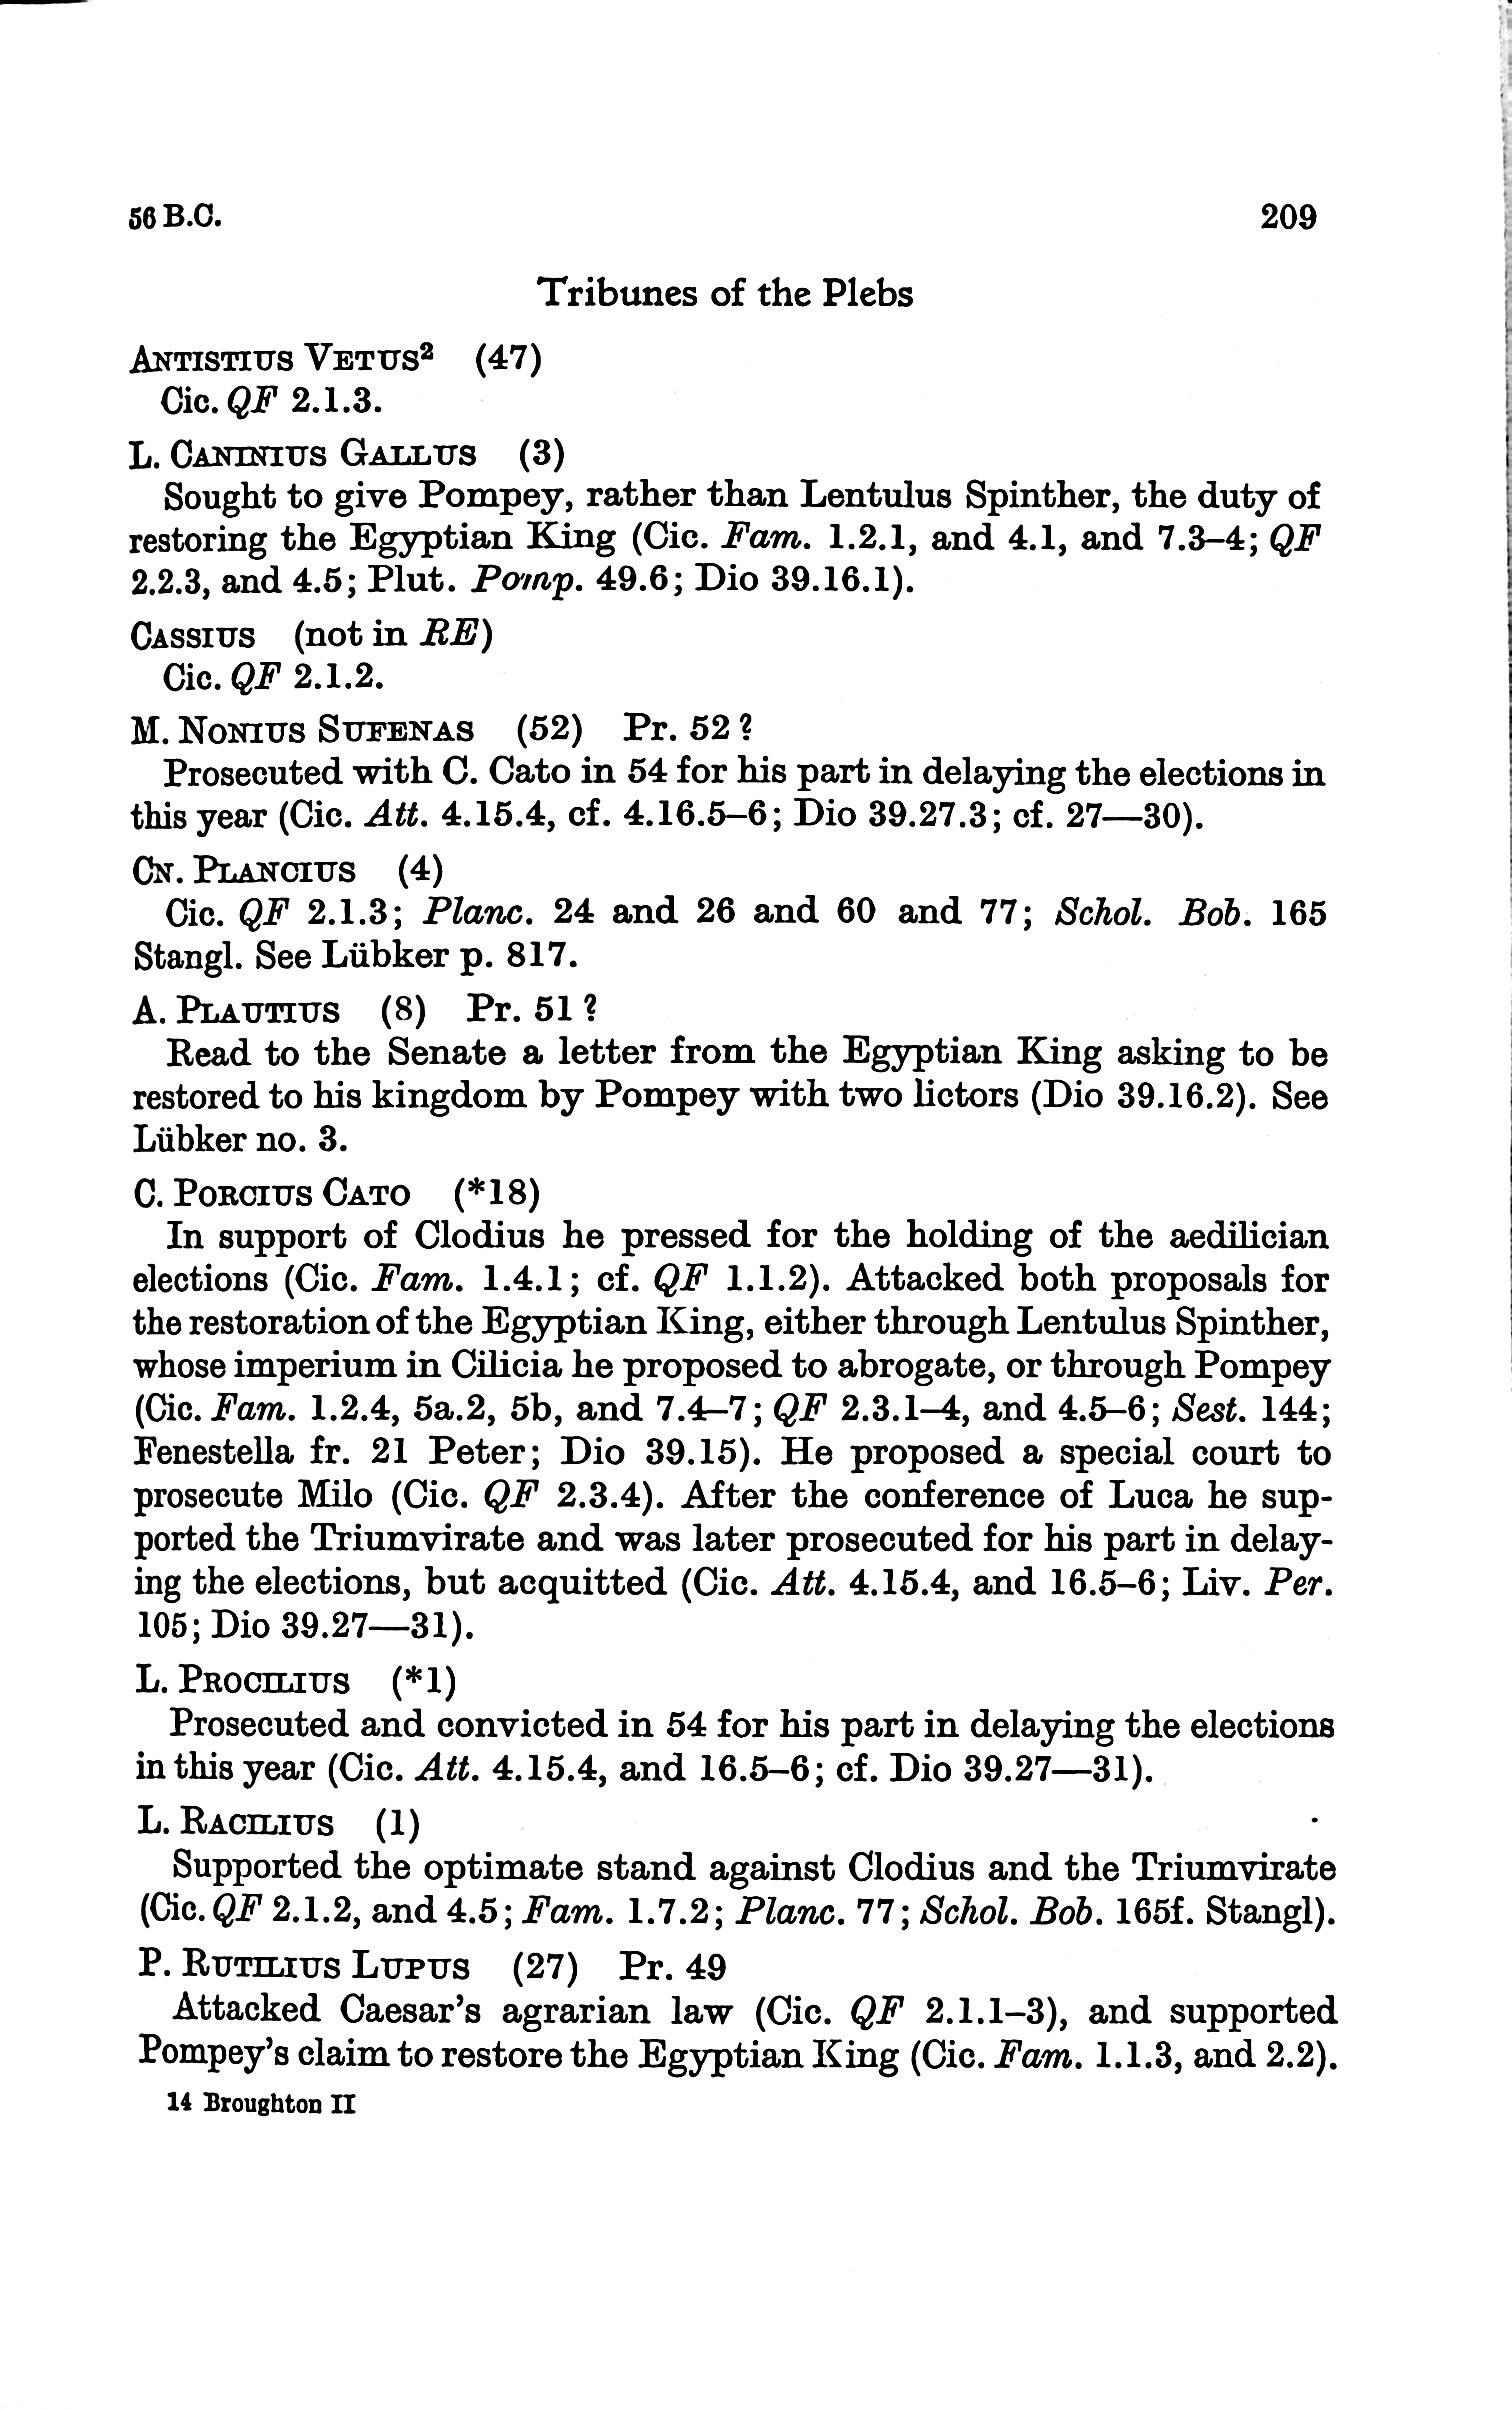 56 B.C. 209
Tribunes of the Plebs
Antistius Vetus² (47)
Cic. QF 2.1.3.
L. Caninius Gallus (3)
Sought to give Pompey, rather than Lentulus Spinther, the duty of
restoring the Egyptian King (Cic. Fam. 1.2.1, and 4.1, and 7.3–4; QF
2.2.3, and 4.5; Plut. Pomp. 49.6; Dio 39.16.1).
Cassius (not in RE)
Cic. QF 2.1.2.
M. Nonius Sufenas (52) Pr. 52?
Prosecuted with C. Cato in 54 for his part in delaying the elections in
this year (Cic. Att. 4.15.4, cf. 4.16.5–6; Dio 39.27.3; cf. 27—30).
Cn. Plancius (4)
Cic. QF 2.1.3; Planc. 24 and 26 and 60 and 77; Schol. Bob. 165
Stangl. See Lübker p. 817.
A. Plautius (8) Pr. 51?
Read to the Senate a letter from the Egyptian King asking to be
restored to his kingdom by Pompey with two lictors (Dio 39.16.2). See
Lübker no. 3.
C. Porcius Cato (*18)
In support of Clodius he pressed for the holding of the aedilician
elections (Cic. Fam. 1.4.1; cf. QF 1.1.2). Attacked both proposals for
the restoration of the Egyptian King, either through Lentulus Spinther,
whose imperium in Cilicia he proposed to abrogate, or through Pompey
(Cic. Fam. 1.2.4, 5a.2, 5b, and 7.4–7; QF 2.3.1–4, and 4.5–6; Sest. 144;
Fenestella fr. 21 Peter; Dio 39.15). He proposed a special court to
prosecute Milo (Cic. QF 2.3.4). After the conference of Luca he sup-
ported the Triumvirate and was later prosecuted for his part in delay-
ing the elections, but acquitted (Cic. Att. 4.15.4, and 16.5–6; Liv. Per.
105; Dio 39.27—31).
L. Procilius (*1)
Prosecuted and convicted in 54 for his part in delaying the elections
in this year (Cic. Att. 4.15.4, and 16.5–6; cf. Dio 39.27—31).
L. Racilius (1)
Supported the optimate stand against Clodius and the Triumvirate
(Cic. QF 2.1.2, and 4.5; Fam. 1.7.2; Planc. 77; Schol. Bob. 165f. Stangl).
P. Rutilius Lupus (27) Pr. 49
Attacked Caesar's agrarian law (Cic. QF 2.1.1–3), and supported
Pompey's claim to restore the Egyptian King (Cic. Fam. 1.1.3, and 2.2).
14 Broughton II